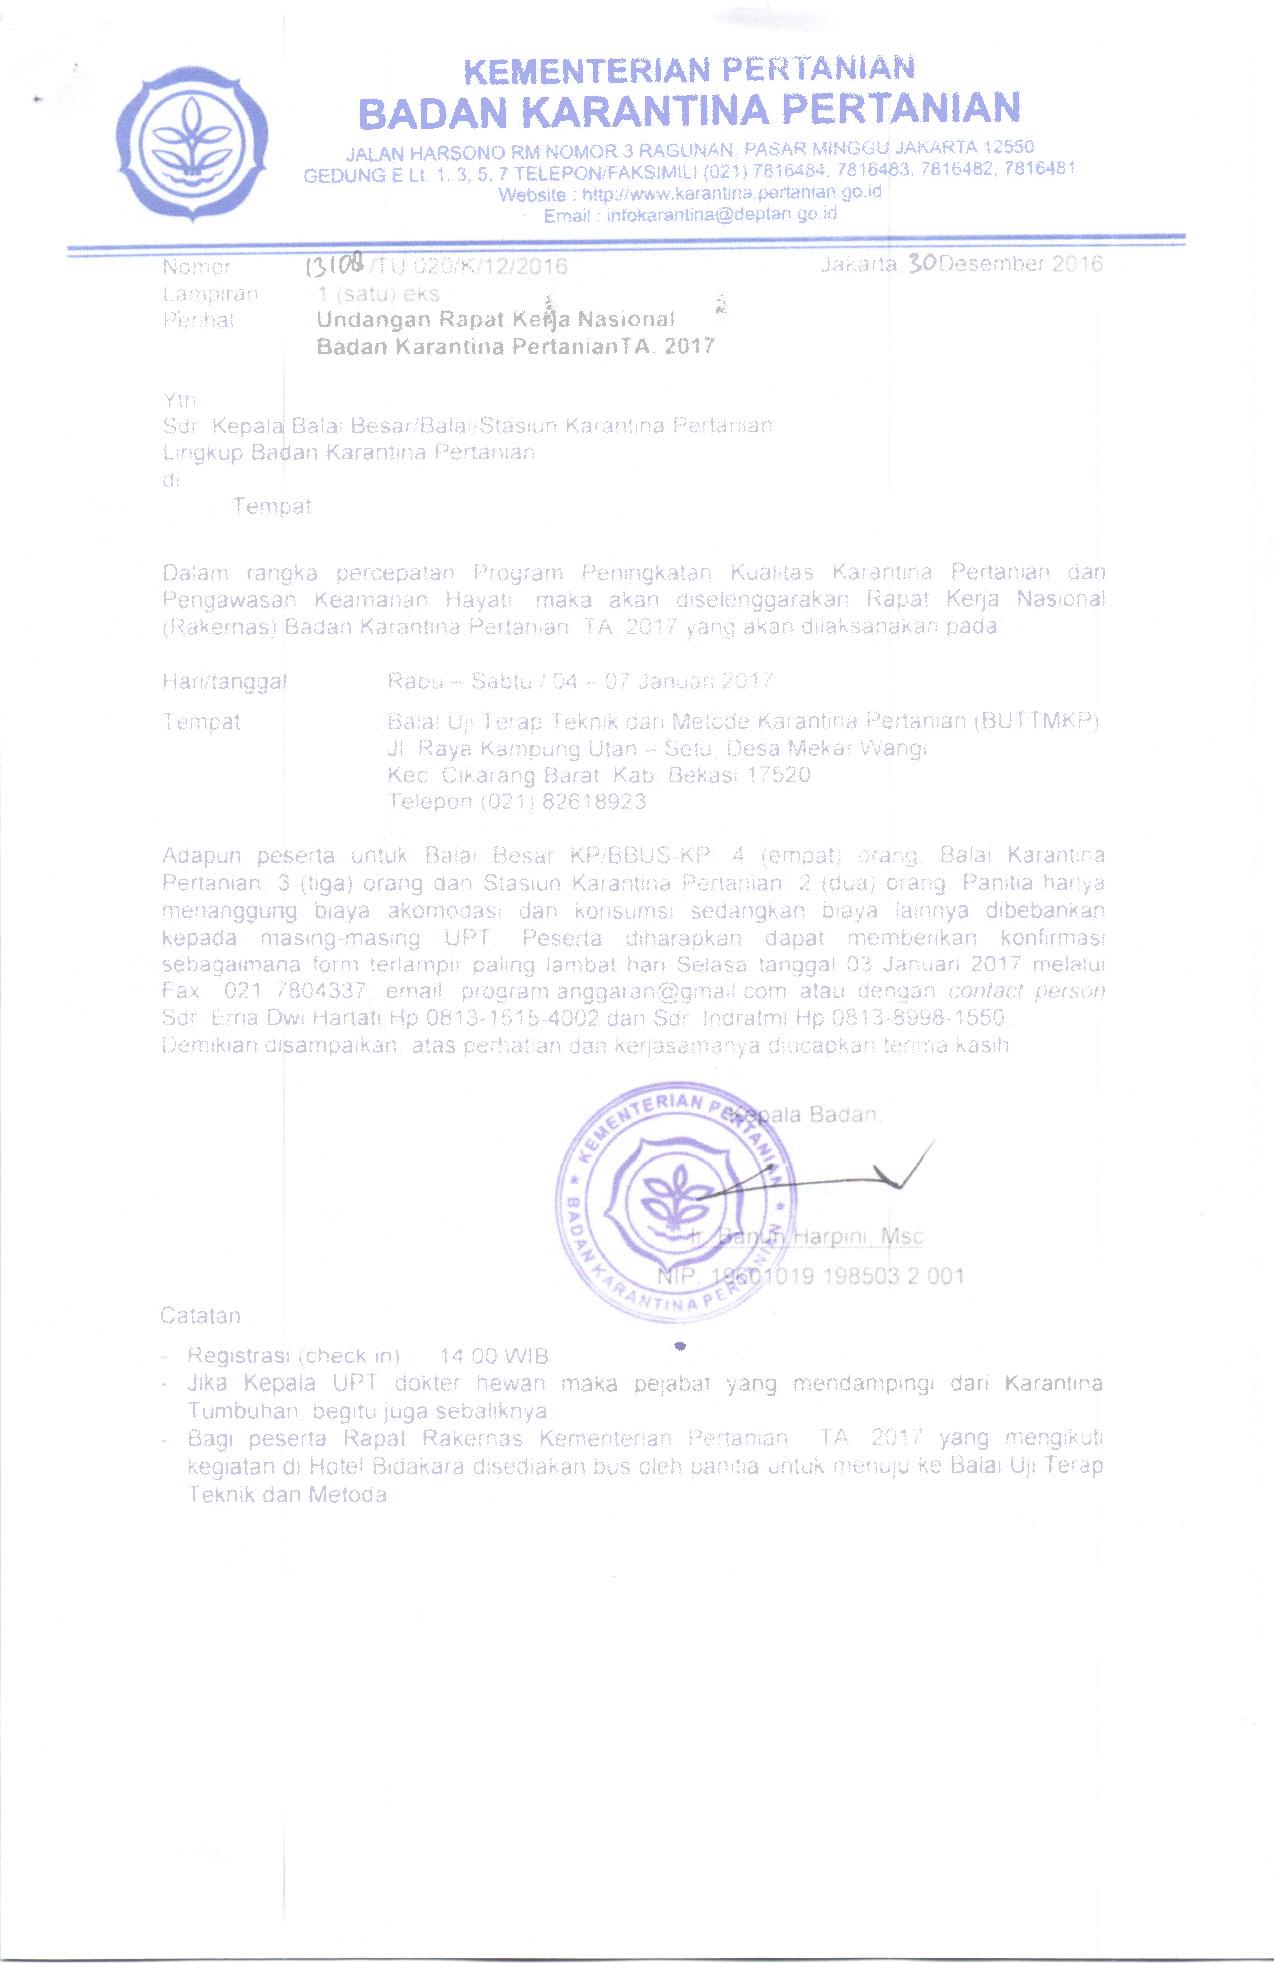 KEMENTERIAN PERTANIAN
BADAN KARANTINA PERTANIAN
JALAN HARSONO RM NOMOR 3 RAGUNAN, PASAR MINGGU JAKARTA 12550
GEDUNG E Lt. 1, 3, 5, 7 TELEPON/FAKSIMILI (021) 7816484, 7816483, 7816482, 7816481
Website : http://www.karantina.pertanian.go.id
Email : infokarantina@deptan.go.id
Nomor 13108/TU.020/K/12/2016 Jakarta, 30 Desember 2016
Lampiran 1 (satu) eks
Perihal Undangan Rapat Kerja Nasional
Badan Karantina PertanianTA. 2017
Yth
Sdr. Kepala Balai Besar/Balai/Stasiun Karantina Pertanian
Lingkup Badan Karantina Pertanian
di
Tempat
Dalam rangka percepatan Program Peningkatan Kualitas Karantina Pertanian dan
Pengawasan Keamanan Hayati, maka akan diselenggarakan Rapat Kerja Nasional
(Rakernas) Badan Karantina Pertanian TA. 2017 yang akan dilaksanakan pada
Hari/tanggal Rabu – Sabtu / 04 – 07 Januari 2017
Tempat Balai Uji Terap Teknik dan Metode Karantina Pertanian (BUTTMKP)
Jl. Raya Kampung Utan – Setu, Desa Mekar Wangi
Kec. Cikarang Barat, Kab. Bekasi 17520
Telepon (021) 82618923
Adapun peserta untuk Balai Besar KP/BBUS-KP: 4 (empat) orang, Balai Karantina
Pertanian: 3 (tiga) orang dan Stasiun Karantina Pertanian: 2 (dua) orang. Panitia hanya
menanggung biaya akomodasi dan konsumsi sedangkan biaya lainnya dibebankan
kepada masing-masing UPT. Peserta diharapkan dapat memberikan konfirmasi
sebagaimana form terlampir paling lambat hari Selasa tanggal 03 Januari 2017 melalui
Fax. 021 7804337, email program.anggaran@gmail.com atau dengan contact person
Sdr. Erna Dwi Hartati Hp 0813-1515-4002 dan Sdr. Indratmi Hp 0813-8998-1550.
Demikian disampaikan, atas perhatian dan kerjasamanya diucapkan terima kasih.
Kepala Badan,
KEMENTERIAN PERTANIAN
BADAN KARANTINA PERTANIAN
Ir. Banun Harpini, Msc
NIP. 19601019 198503 2 001
Catatan :
- Registrasi (check in) : 14.00 WIB
- Jika Kepala UPT dokter hewan maka pejabat yang mendampingi dari Karantina
Tumbuhan, begitu juga sebaliknya.
- Bagi peserta Rapat Rakernas Kementerian Pertanian TA. 2017 yang mengikuti
kegiatan di Hotel Bidakara disediakan bus oleh panitia untuk menuju ke Balai Uji Terap
Teknik dan Metoda